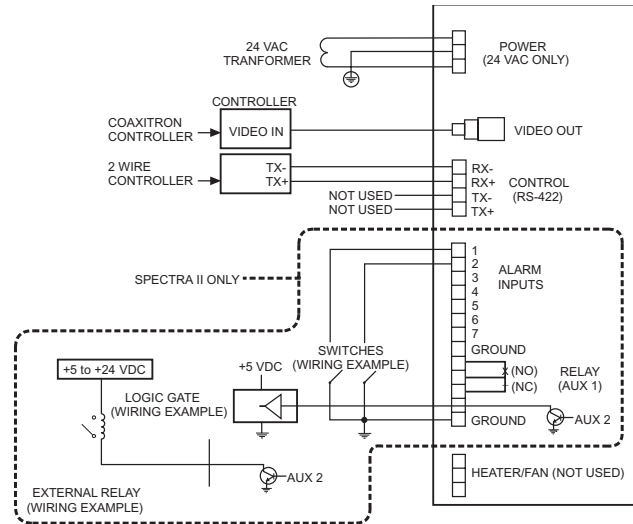 24 VAC
TRANFORMER
POWER
(24 VAC ONLY)
CONTROLLER
COAXITRON
CONTROLLER
VIDEO IN
VIDEO OUT
2 WIRE
CONTROLLER
TX-
TX+
NOT USED
NOT USED
RX-
RX+
TX-
TX+
CONTROL
(RS-422)
SPECTRA II ONLY
1
2
3
4
5
6
7
GROUND
ALARM
INPUTS
SWITCHES
(WIRING EXAMPLE)
(NO)
(NC)
RELAY
(AUX 1)
+5 to +24 VDC
+5 VDC
LOGIC GATE
(WIRING EXAMPLE)
GROUND
AUX 2
AUX 2
EXTERNAL RELAY
(WIRING EXAMPLE)
HEATER/FAN (NOT USED)